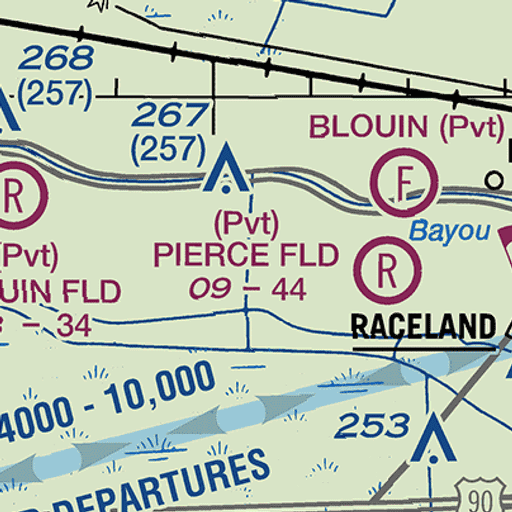 268
(257)
267
(257)
BLOUIN (Pvt)
F
R
Bayou
(Pvt)
PIERCE FLD
09 – 44
(Pvt)
UIN FLD
– 34
R
RACELAND
4000 - 10,000
253
DEPARTURES
90